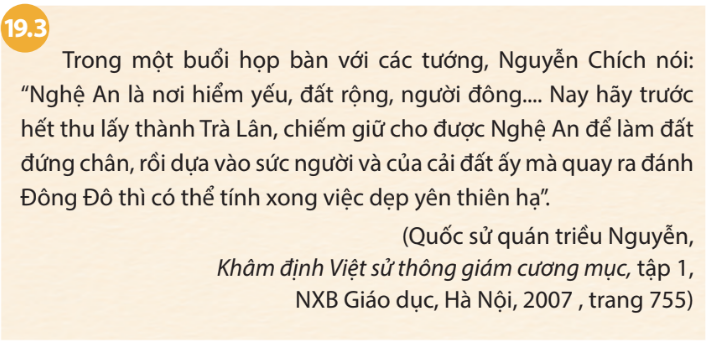 19.3
Trong một buổi họp bàn với các tướng, Nguyễn Chích nói:
“Nghệ An là nơi hiểm yếu, đất rộng, người đông.... Nay hãy trước
hết thu lấy thành Trà Lân, chiếm giữ cho được Nghệ An để làm đất
đứng chân, rồi dựa vào sức người và của cải đất ấy mà quay ra đánh
Đông Đô thì có thể tính xong việc dẹp yên thiên hạ”.
(Quốc sử quán triều Nguyễn,
Khâm định Việt sử thông giám cương mục, tập 1,
NXB Giáo dục, Hà Nội, 2007 , trang 755)